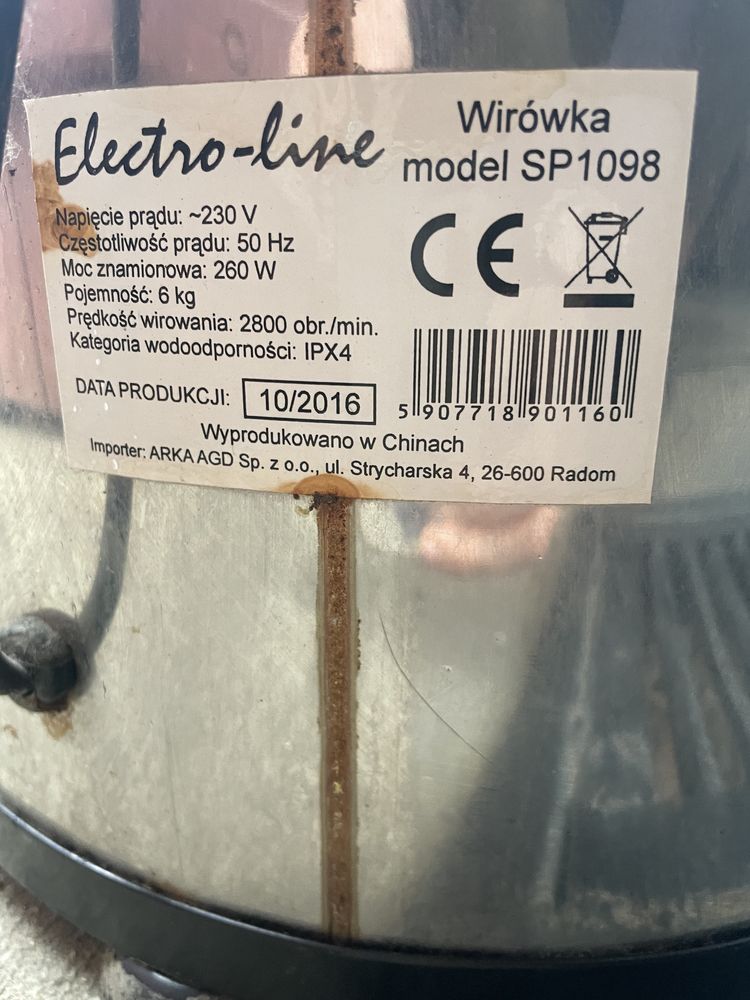 Electro-line
Wirówka
model SP1098
Napięcie prądu: ~230 V
Częstotliwość prądu: 50 Hz
Moc znamionowa: 260 W
Pojemność: 6 kg
Prędkość wirowania: 2800 obr./min.
Kategoria wodoodporności: IPX4
CE
DATA PRODUKCJI: 10/2016
5 907718 901160
Wyprodukowano w Chinach
Importer: ARKA AGD Sp. z o.o., ul. Strycharska 4, 26-600 Radom